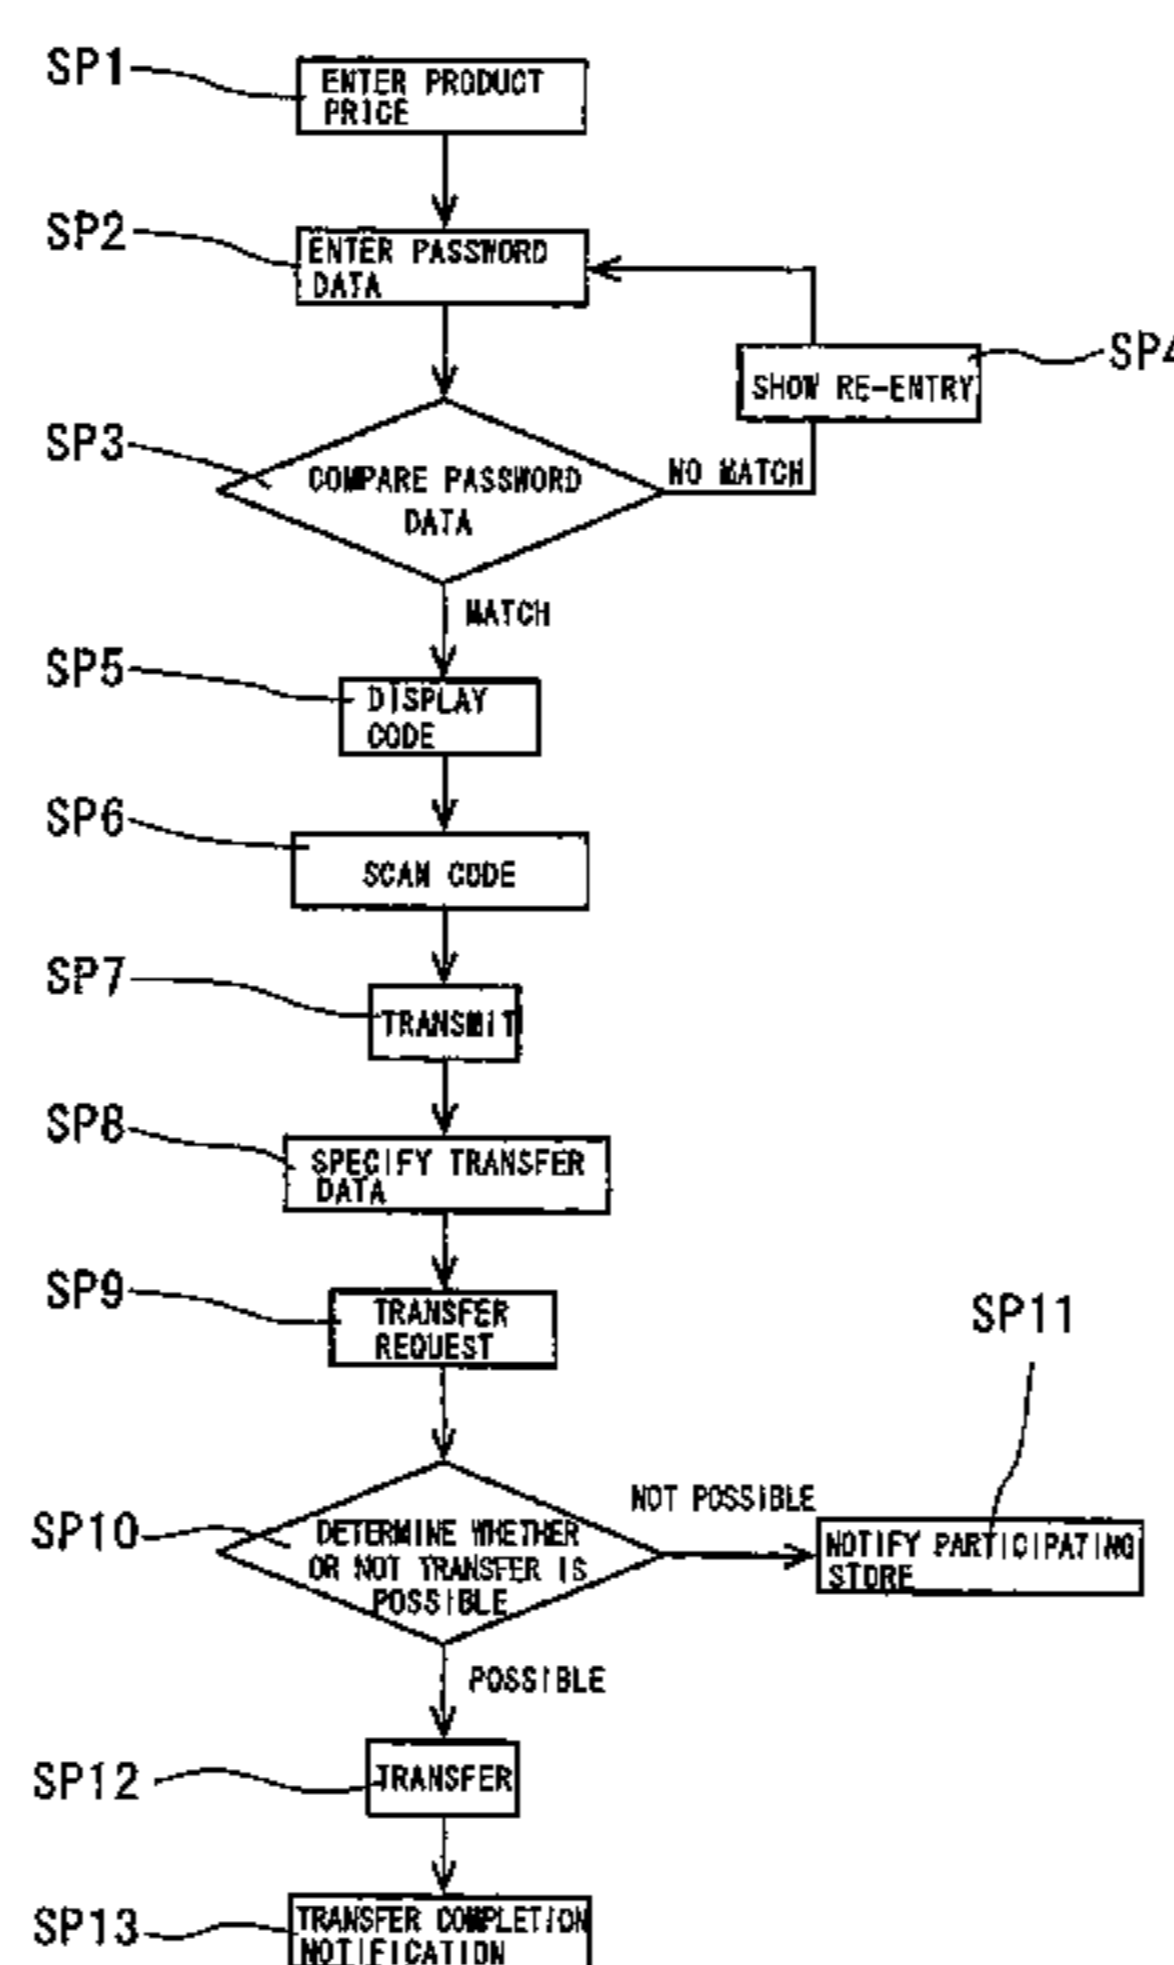 SP1
ENTER PRODUCT
PRICE
SP2
ENTER PASSWORD
DATA
SP4
SHOW RE-ENTRY
SP3
COMPARE PASSWORD
DATA
NO MATCH
MATCH
SP5
DISPLAY
CODE
SP6
SCAN CODE
SP7
TRANSMIT
SP8
SPECIFY TRANSFER
DATA
SP9
TRANSFER
REQUEST
SP11
NOT POSSIBLE
SP10
DETERMINE WHETHER
OR NOT TRANSFER IS
POSSIBLE
NOTIFY PARTICIPATING
STORE
POSSIBLE
SP12
TRANSFER
SP13
TRANSFER COMPLETION
NOTIFICATION